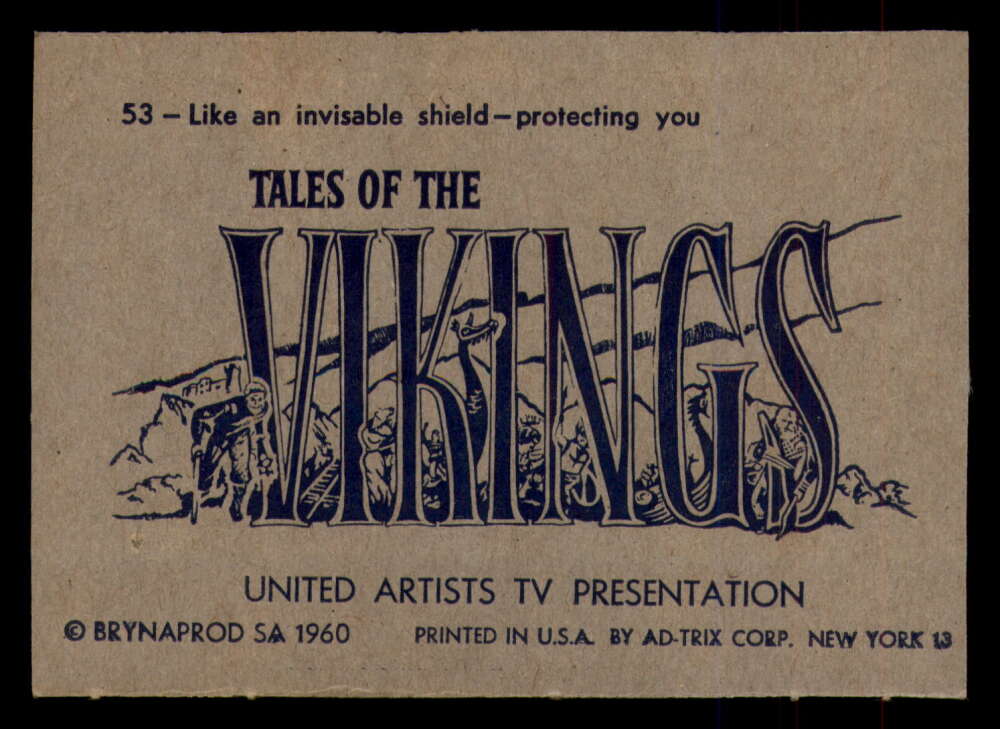 53 – Like an invisable shield – protecting you
TALES OF THE
VIKINGS
UNITED ARTISTS TV PRESENTATION
© BRYNAPROD SA 1960 PRINTED IN U.S.A. BY AD-TRIX CORP. NEW YORK 13